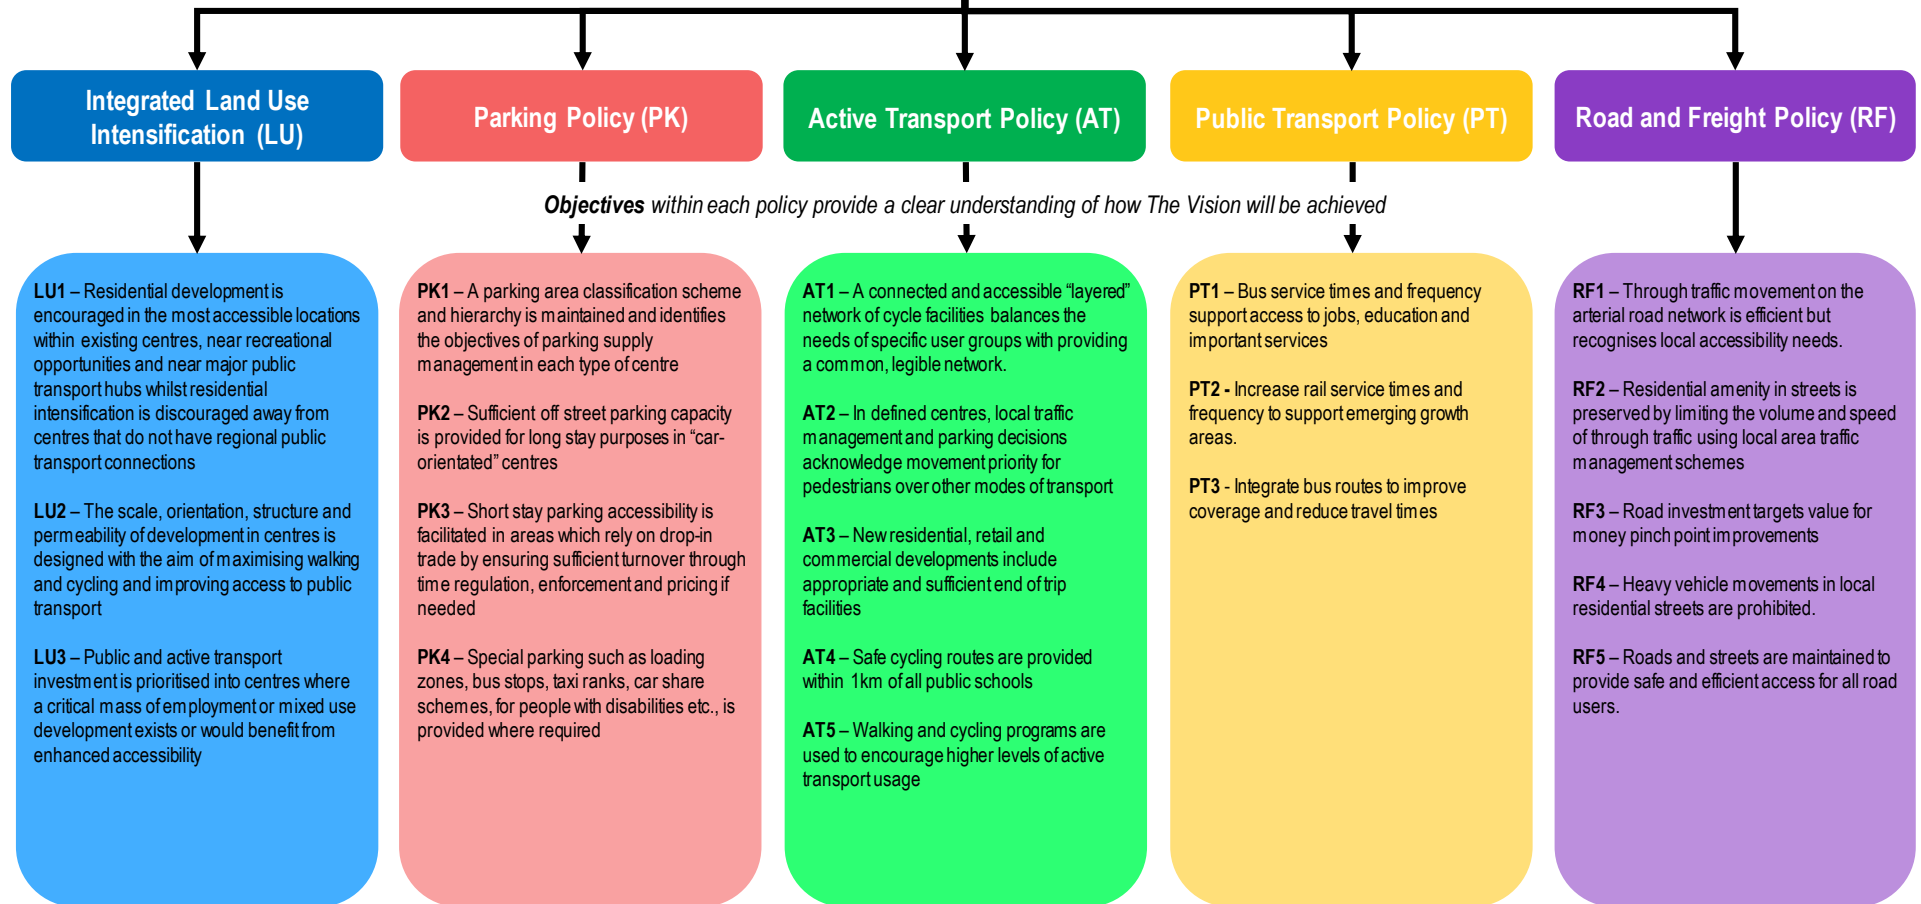 Integrated Land Use
Intensification (LU)
Parking Policy (PK)
Active Transport Policy (AT)
Public Transport Policy (PT)
Road and Freight Policy (RF)
Objectives within each policy provide a clear understanding of how The Vision will be achieved
LU1 – Residential development is
encouraged in the most accessible locations
within existing centres, near recreational
opportunities and near major public
transport hubs whilst residential
intensification is discouraged away from
centres that do not have regional public
transport connections
LU2 – The scale, orientation, structure and
permeability of development in centres is
designed with the aim of maximising walking
and cycling and improving access to public
transport
LU3 – Public and active transport
investment is prioritised into centres where
a critical mass of employment or mixed use
development exists or would benefit from
enhanced accessibility
PK1 – A parking area classification scheme
and hierarchy is maintained and identifies
the objectives of parking supply
management in each type of centre
PK2 – Sufficient off street parking capacity
is provided for long stay purposes in “car-
orientated” centres
PK3 – Short stay parking accessibility is
facilitated in areas which rely on drop-in
trade by ensuring sufficient turnover through
time regulation, enforcement and pricing if
needed
PK4 – Special parking such as loading
zones, bus stops, taxi ranks, car share
schemes, for people with disabilities etc., is
provided where required
AT1 – A connected and accessible “layered”
network of cycle facilities balances the
needs of specific user groups with providing
a common, legible network.
AT2 – In defined centres, local traffic
management and parking decisions
acknowledge movement priority for
pedestrians over other modes of transport
AT3 – New residential, retail and
commercial developments include
appropriate and sufficient end of trip
facilities
AT4 – Safe cycling routes are provided
within 1km of all public schools
AT5 – Walking and cycling programs are
used to encourage higher levels of active
transport usage
PT1 – Bus service times and frequency
support access to jobs, education and
important services
PT2 - Increase rail service times and
frequency to support emerging growth
areas.
PT3 - Integrate bus routes to improve
coverage and reduce travel times
RF1 – Through traffic movement on the
arterial road network is efficient but
recognises local accessibility needs.
RF2 – Residential amenity in streets is
preserved by limiting the volume and speed
of through traffic using local area traffic
management schemes
RF3 – Road investment targets value for
money pinch point improvements
RF4 – Heavy vehicle movements in local
residential streets are prohibited.
RF5 – Roads and streets are maintained to
provide safe and efficient access for all road
users.